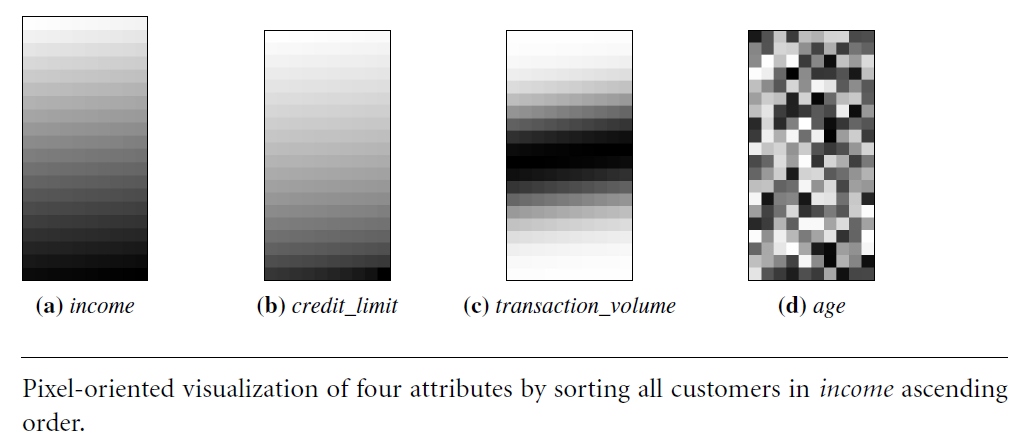 (a) income (b) credit_limit (c) transaction_volume (d) age
Pixel-oriented visualization of four attributes by sorting all customers in income ascending
order.